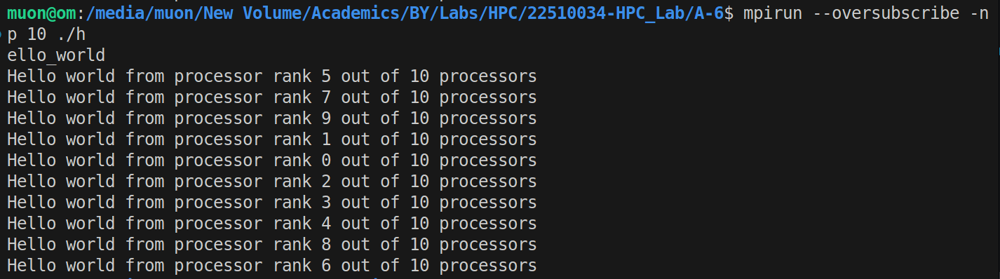 muon@om:/media/muon/New Volume/Academics/BY/Labs/HPC/22510034-HPC_Lab/A-6$ mpirun --oversubscribe -n
p 10 ./h
ello_world
Hello world from processor rank 5 out of 10 processors
Hello world from processor rank 7 out of 10 processors
Hello world from processor rank 9 out of 10 processors
Hello world from processor rank 1 out of 10 processors
Hello world from processor rank 0 out of 10 processors
Hello world from processor rank 2 out of 10 processors
Hello world from processor rank 3 out of 10 processors
Hello world from processor rank 4 out of 10 processors
Hello world from processor rank 8 out of 10 processors
Hello world from processor rank 6 out of 10 processors